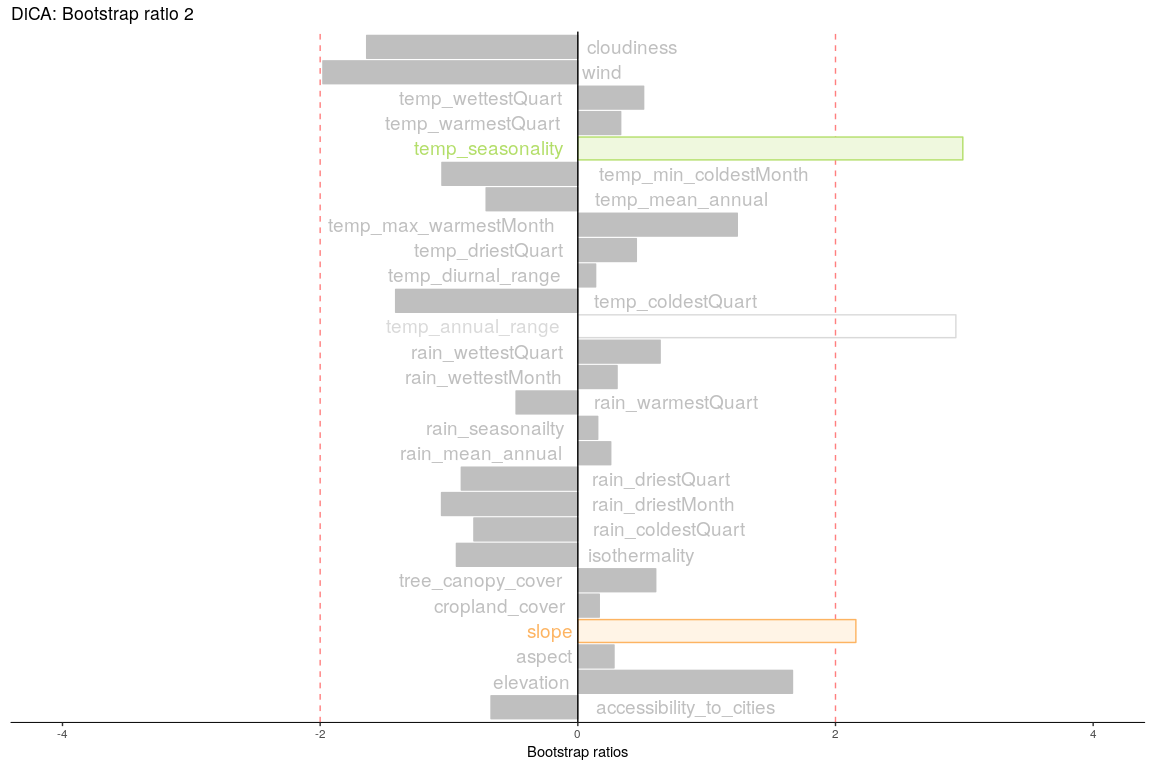 DiCA: Bootstrap ratio 2
cloudiness
wind
temp_wettestQuart
temp_warmestQuart
temp_seasonality
temp_min_coldestMonth
temp_mean_annual
temp_max_warmestMonth
temp_driestQuart
temp_diurnal_range
temp_coldestQuart
temp_annual_range
rain_wettestQuart
rain_wettestMonth
rain_warmestQuart
rain_seasonailty
rain_mean_annual
rain_driestQuart
rain_driestMonth
rain_coldestQuart
isothermality
tree_canopy_cover
cropland_cover
slope
aspect
elevation
accessibility_to_cities
-4 -2 0 2 4
Bootstrap ratios